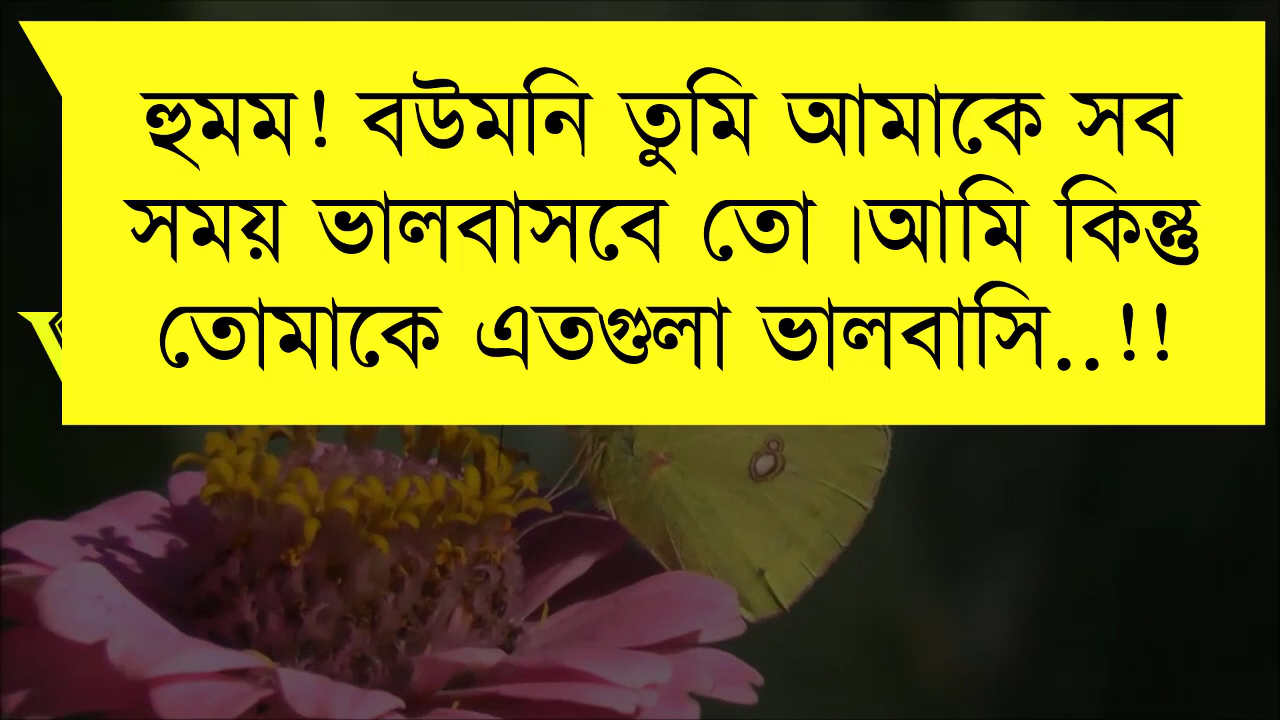 হুমম! বউমনি তুমি আমাকে সব
সময় ভালবাসবে তো।আমি কিন্তু
তোমাকে এতগুলা ভালবাসি..!!